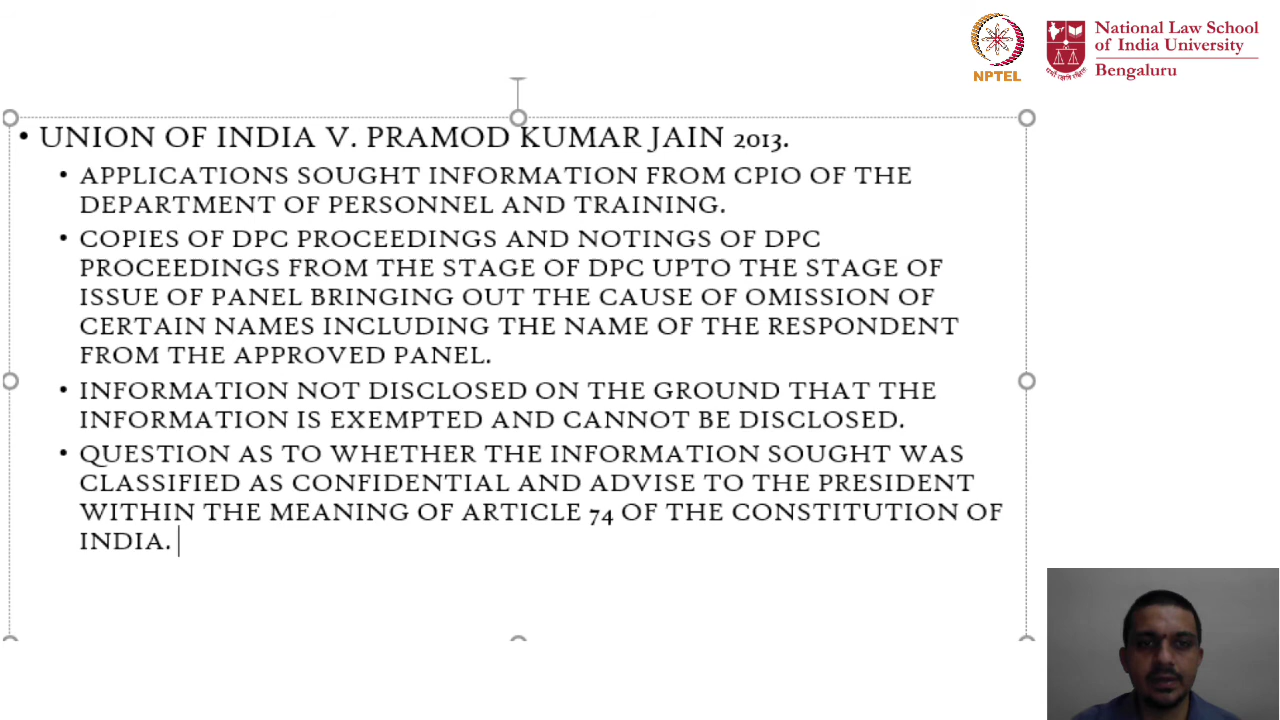 NPTEL
National Law School
of India University
Bengaluru
• UNION OF INDIA V. PRAMOD KUMAR JAIN 2013.
• APPLICATIONS SOUGHT INFORMATION FROM CPIO OF THE
DEPARTMENT OF PERSONNEL AND TRAINING.
• COPIES OF DPC PROCEEDINGS AND NOTINGS OF DPC
PROCEEDINGS FROM THE STAGE OF DPC UPTO THE STAGE OF
ISSUE OF PANEL BRINGING OUT THE CAUSE OF OMISSION OF
CERTAIN NAMES INCLUDING THE NAME OF THE RESPONDENT
FROM THE APPROVED PANEL.
• INFORMATION NOT DISCLOSED ON THE GROUND THAT THE
INFORMATION IS EXEMPTED AND CANNOT BE DISCLOSED.
• QUESTION AS TO WHETHER THE INFORMATION SOUGHT WAS
CLASSIFIED AS CONFIDENTIAL AND ADVISE TO THE PRESIDENT
WITHIN THE MEANING OF ARTICLE 74 OF THE CONSTITUTION OF
INDIA.